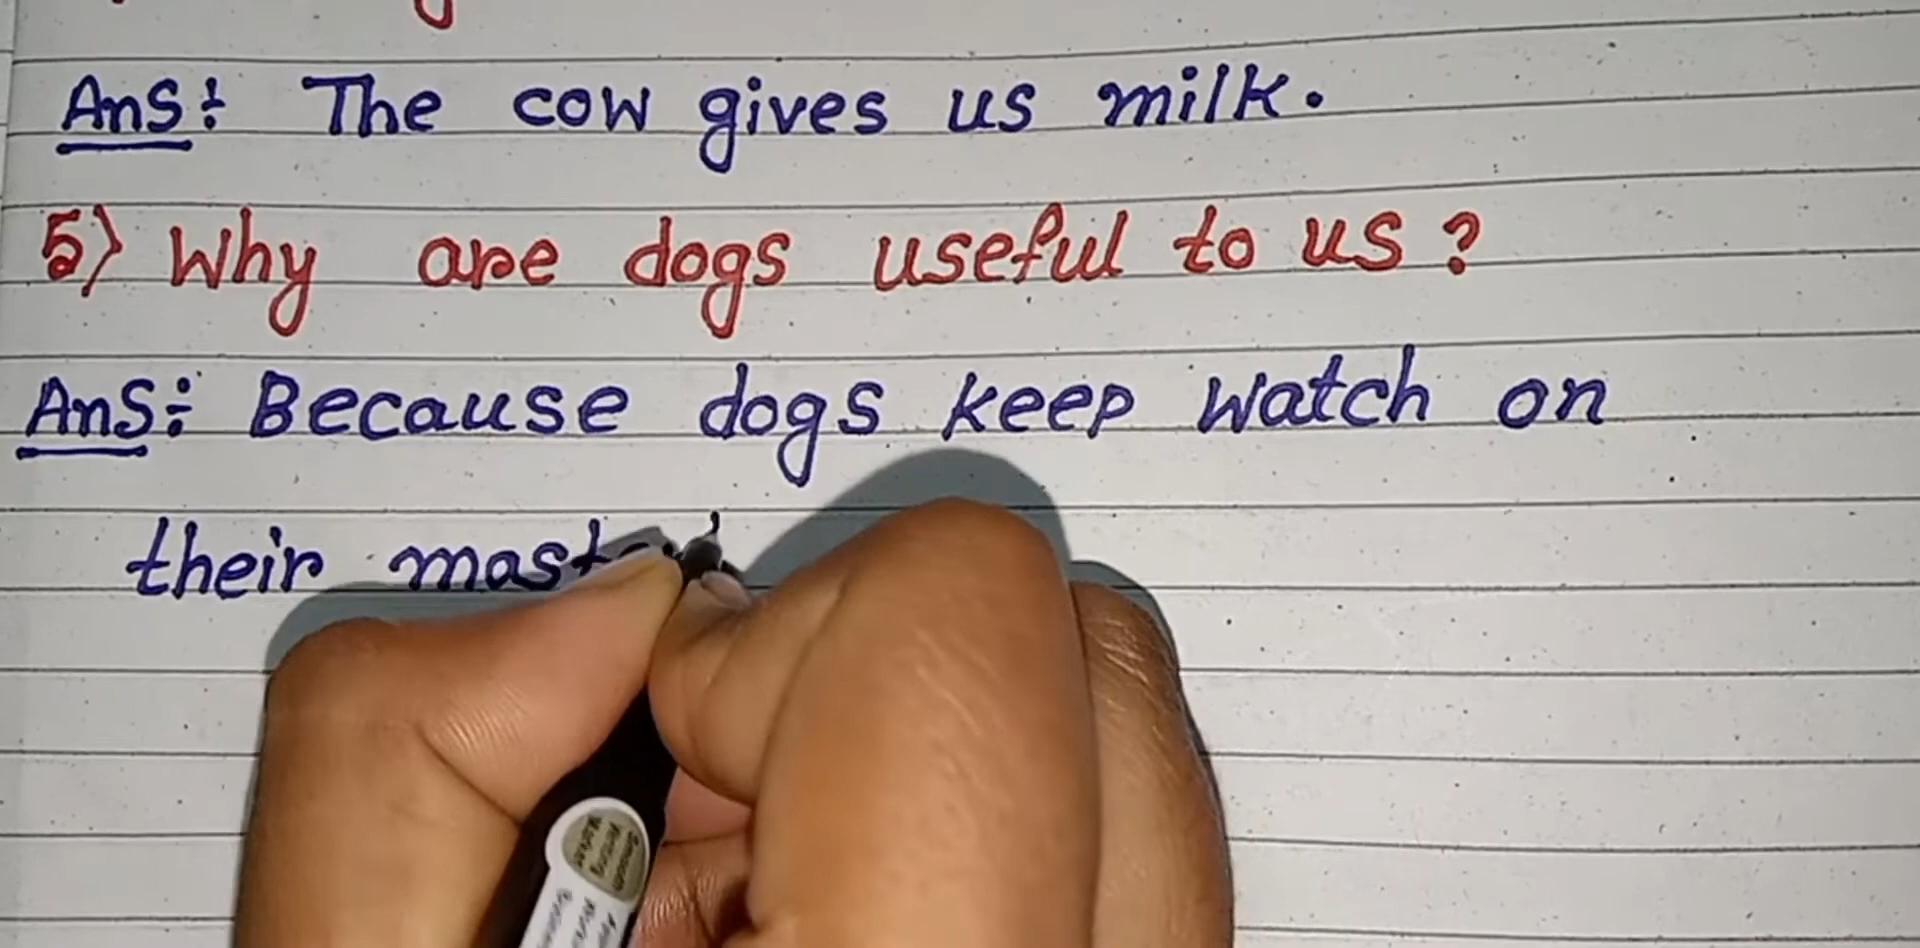 Ans: The cow gives us milk.
5) Why are dogs useful to us?
Ans: Because dogs keep watch on
their